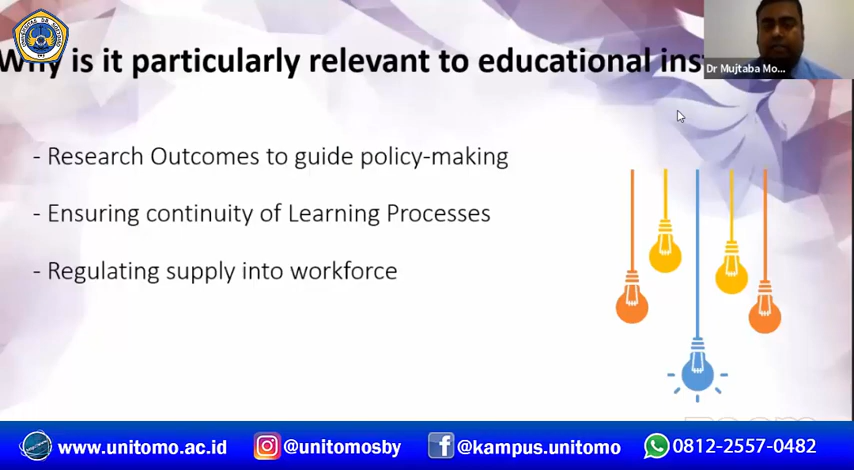 Why is it particularly relevant to educational ins
Dr Mujtaba Mo...
- Research Outcomes to guide policy-making
- Ensuring continuity of Learning Processes
- Regulating supply into workforce
zoom
www.unitomo.ac.id @unitomosby @kampus.unitomo 0812-2557-0482